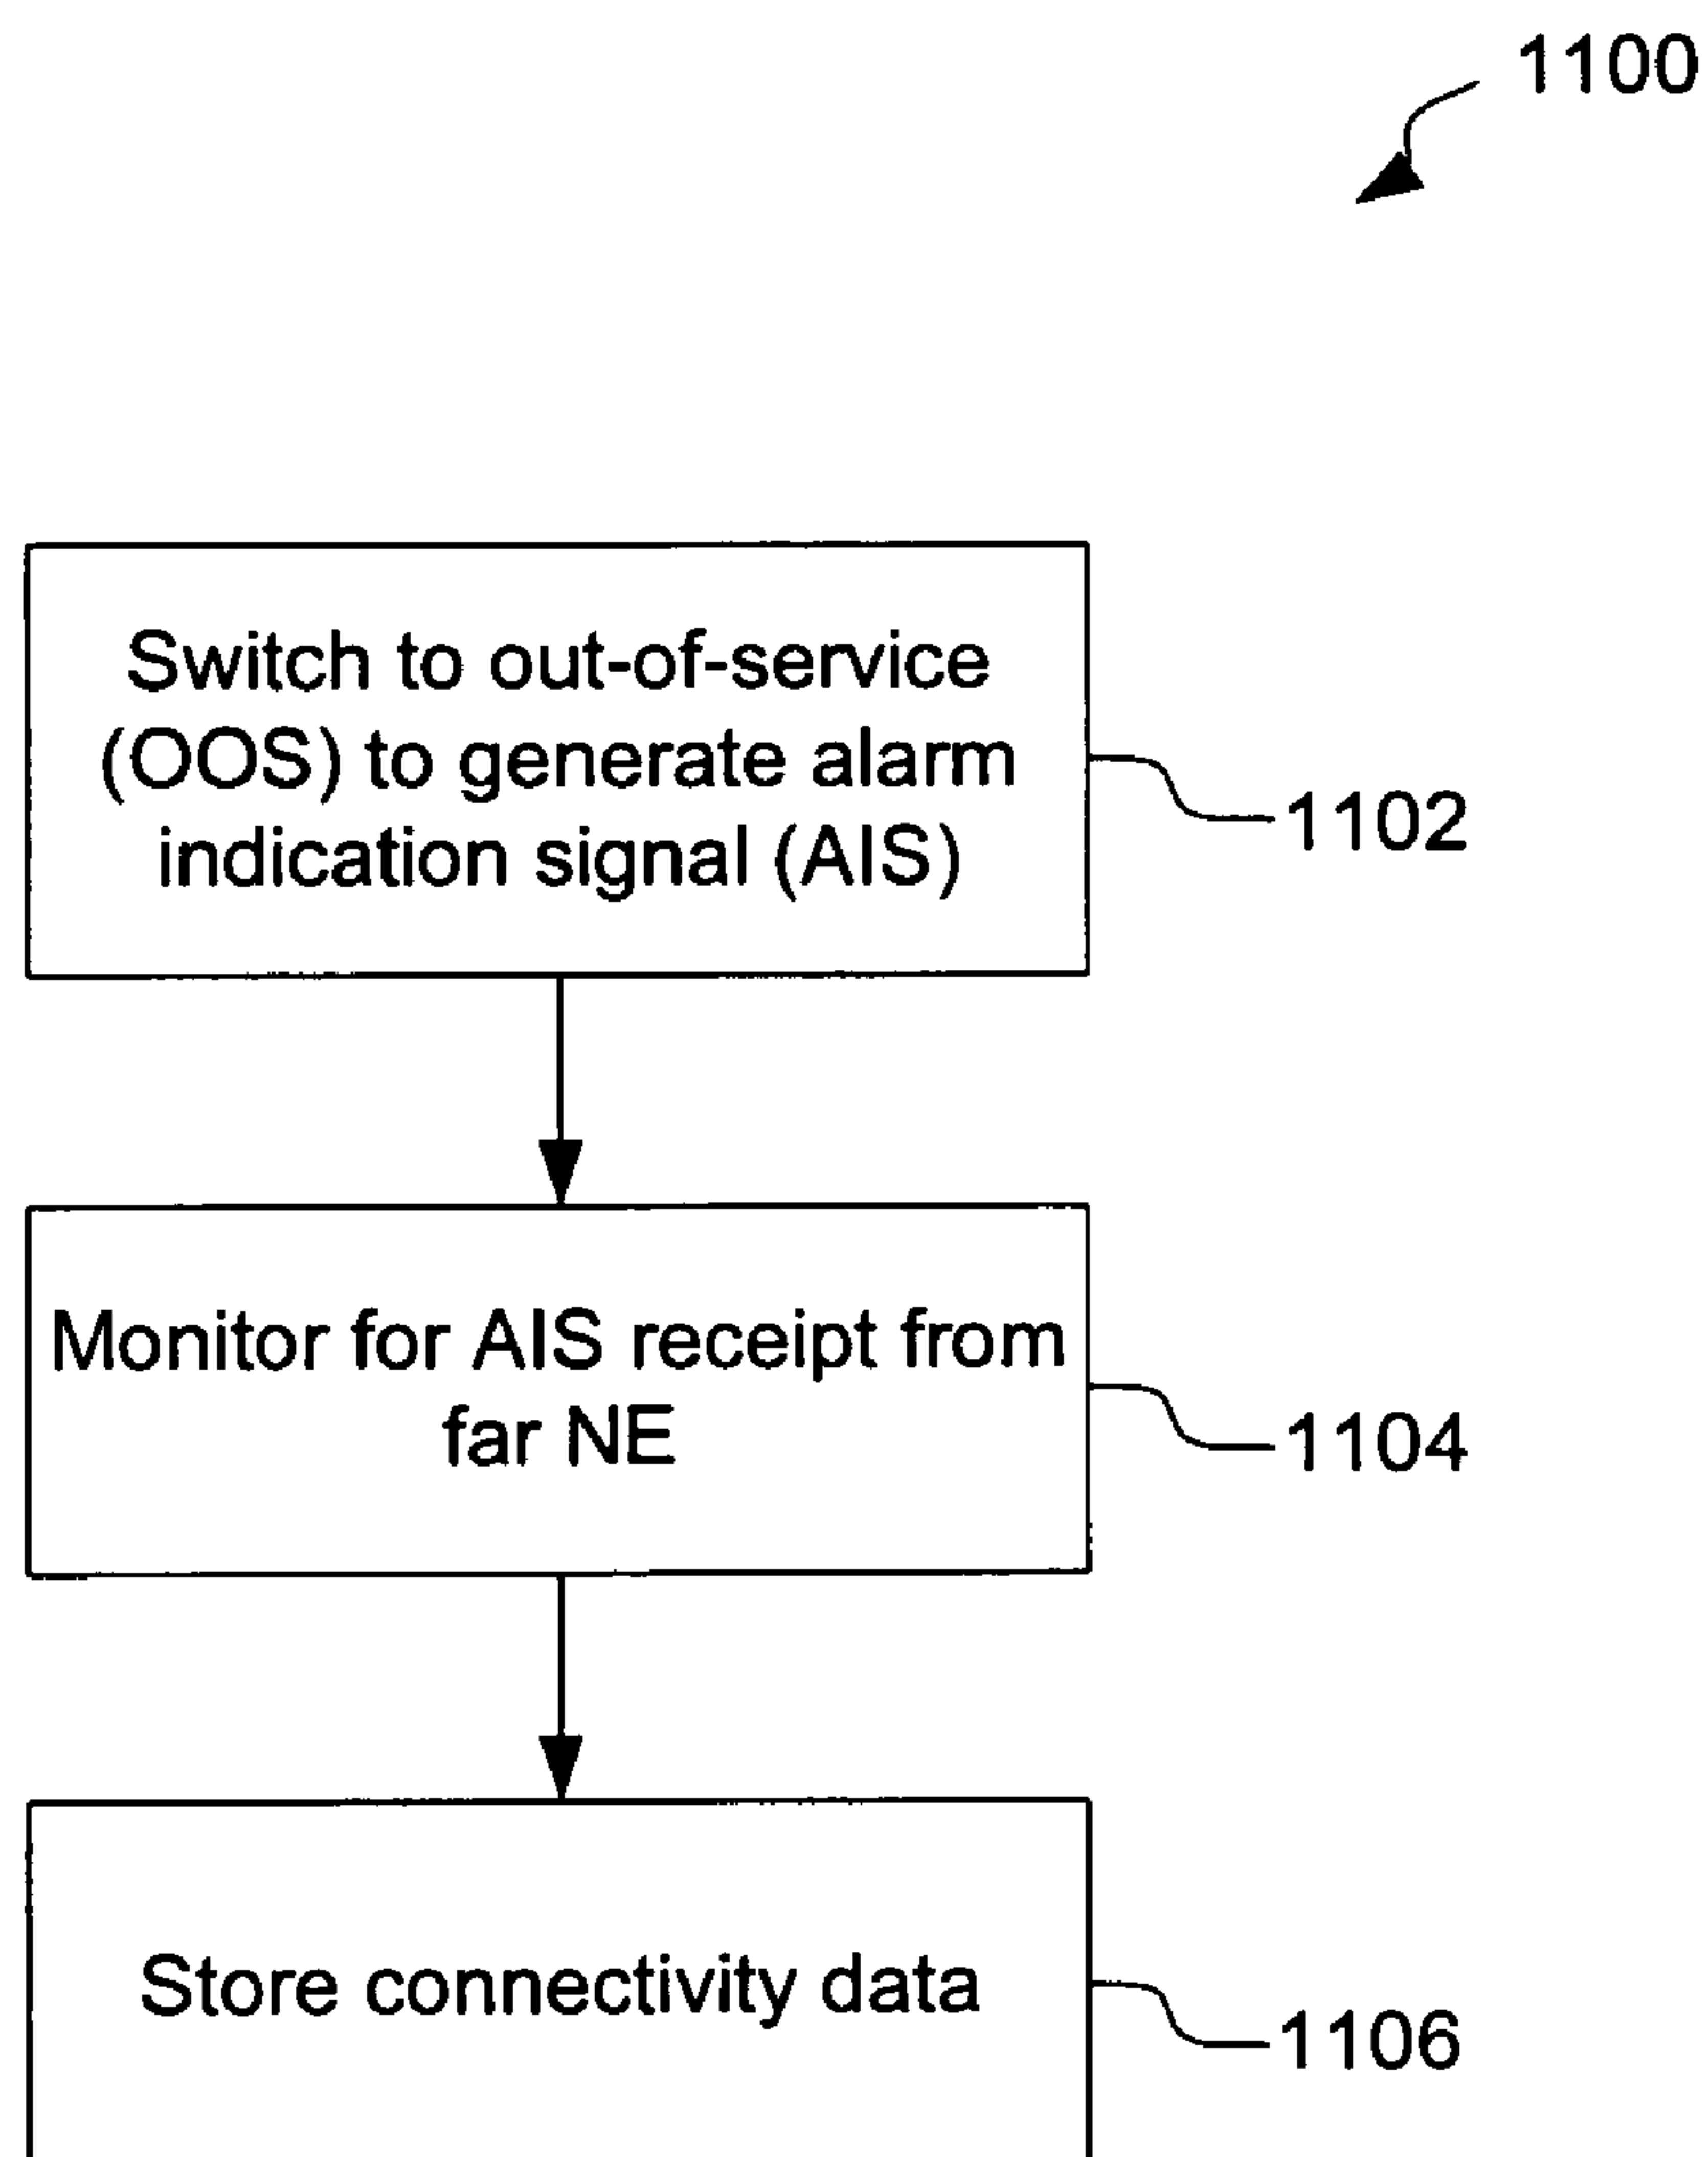 1100
Switch to out-of-service
(OOS) to generate alarm
indication signal (AIS)
1102
Monitor for AIS receipt from
far NE
1104
Store connectivity data
1106